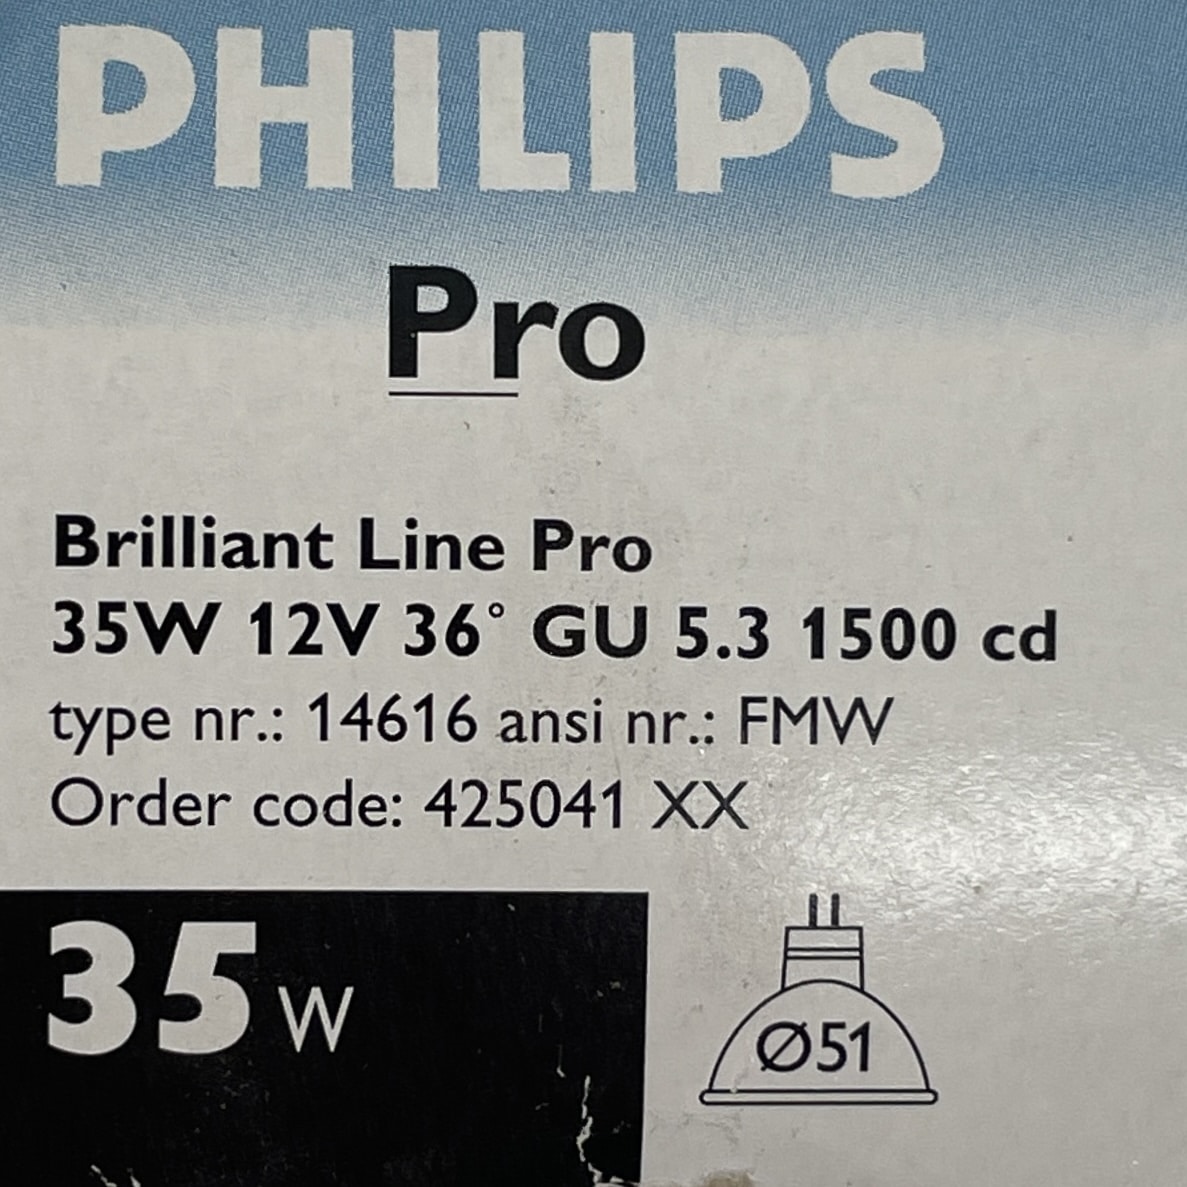 PHILIPS
Pro
Brilliant Line Pro
35W 12V 36° GU 5.3 1500 cd
type nr.: 14616 ansi nr.: FMW
Order code: 425041 XX
35 W
Ø51